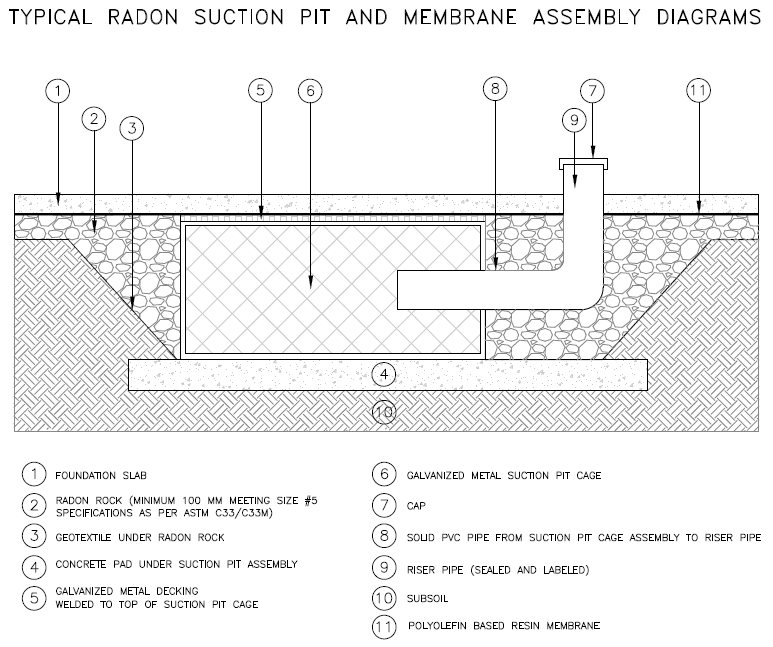 TYPICAL RADON SUCTION PIT AND MEMBRANE ASSEMBLY DIAGRAMS
1
2
3
5
6
8
7
9
11
4
10
1 FOUNDATION SLAB
2 RADON ROCK (MINIMUM 100 MM MEETING SIZE #5
SPECIFICATIONS AS PER ASTM C33/C33M)
3 GEOTEXTILE UNDER RADON ROCK
4 CONCRETE PAD UNDER SUCTION PIT ASSEMBLY
5 GALVANIZED METAL DECKING
WELDED TO TOP OF SUCTION PIT CAGE
6 GALVANIZED METAL SUCTION PIT CAGE
7 CAP
8 SOLID PVC PIPE FROM SUCTION PIT CAGE ASSEMBLY TO RISER PIPE
9 RISER PIPE (SEALED AND LABELED)
10 SUBSOIL
11 POLYOLEFIN BASED RESIN MEMBRANE